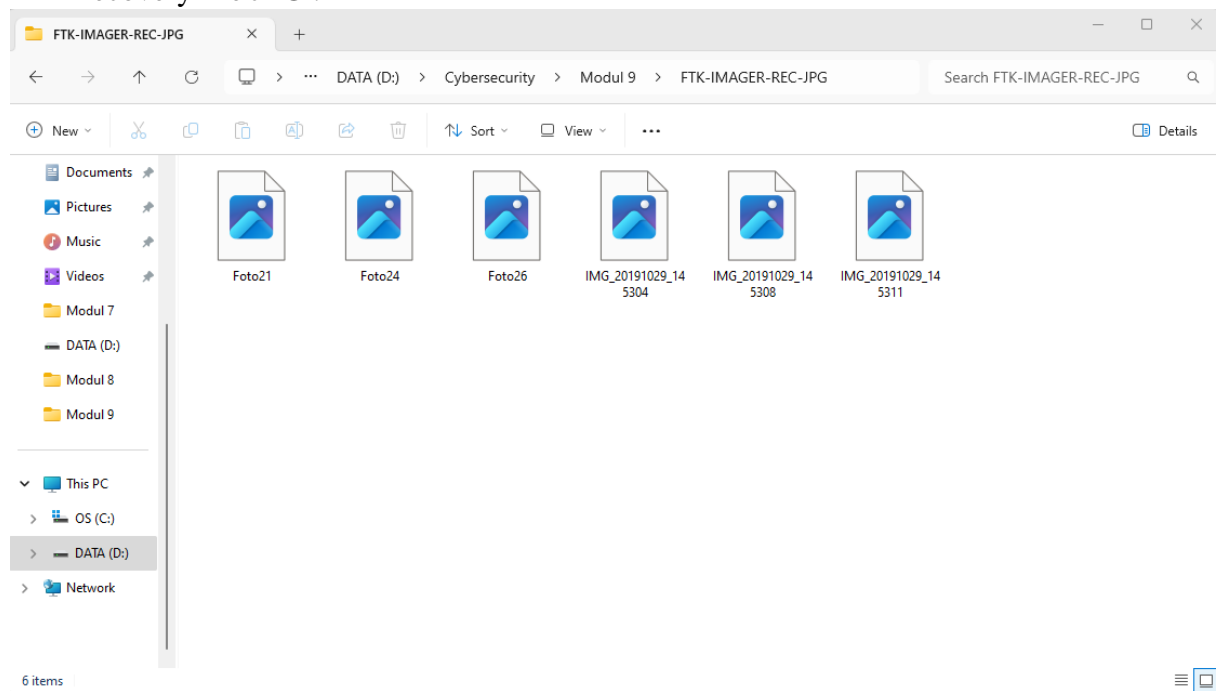 FTK-IMAGER-REC-JPG
DATA (D:) > Cybersecurity > Modul 9 > FTK-IMAGER-REC-JPG
Search FTK-IMAGER-REC-JPG
New
Sort
View
Details
Documents
Pictures
Music
Videos
Modul 7
DATA (D:)
Modul 8
Modul 9
This PC
OS (C:)
DATA (D:)
Network
Foto21
Foto24
Foto26
IMG_20191029_14
5304
IMG_20191029_14
5308
IMG_20191029_14
5311
6 items